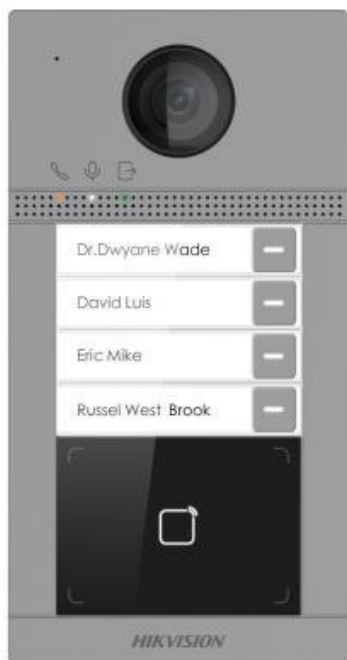 Dr.Dwyane Wade
David Luis
Eric Mike
Russel West Brook
HIKVISION